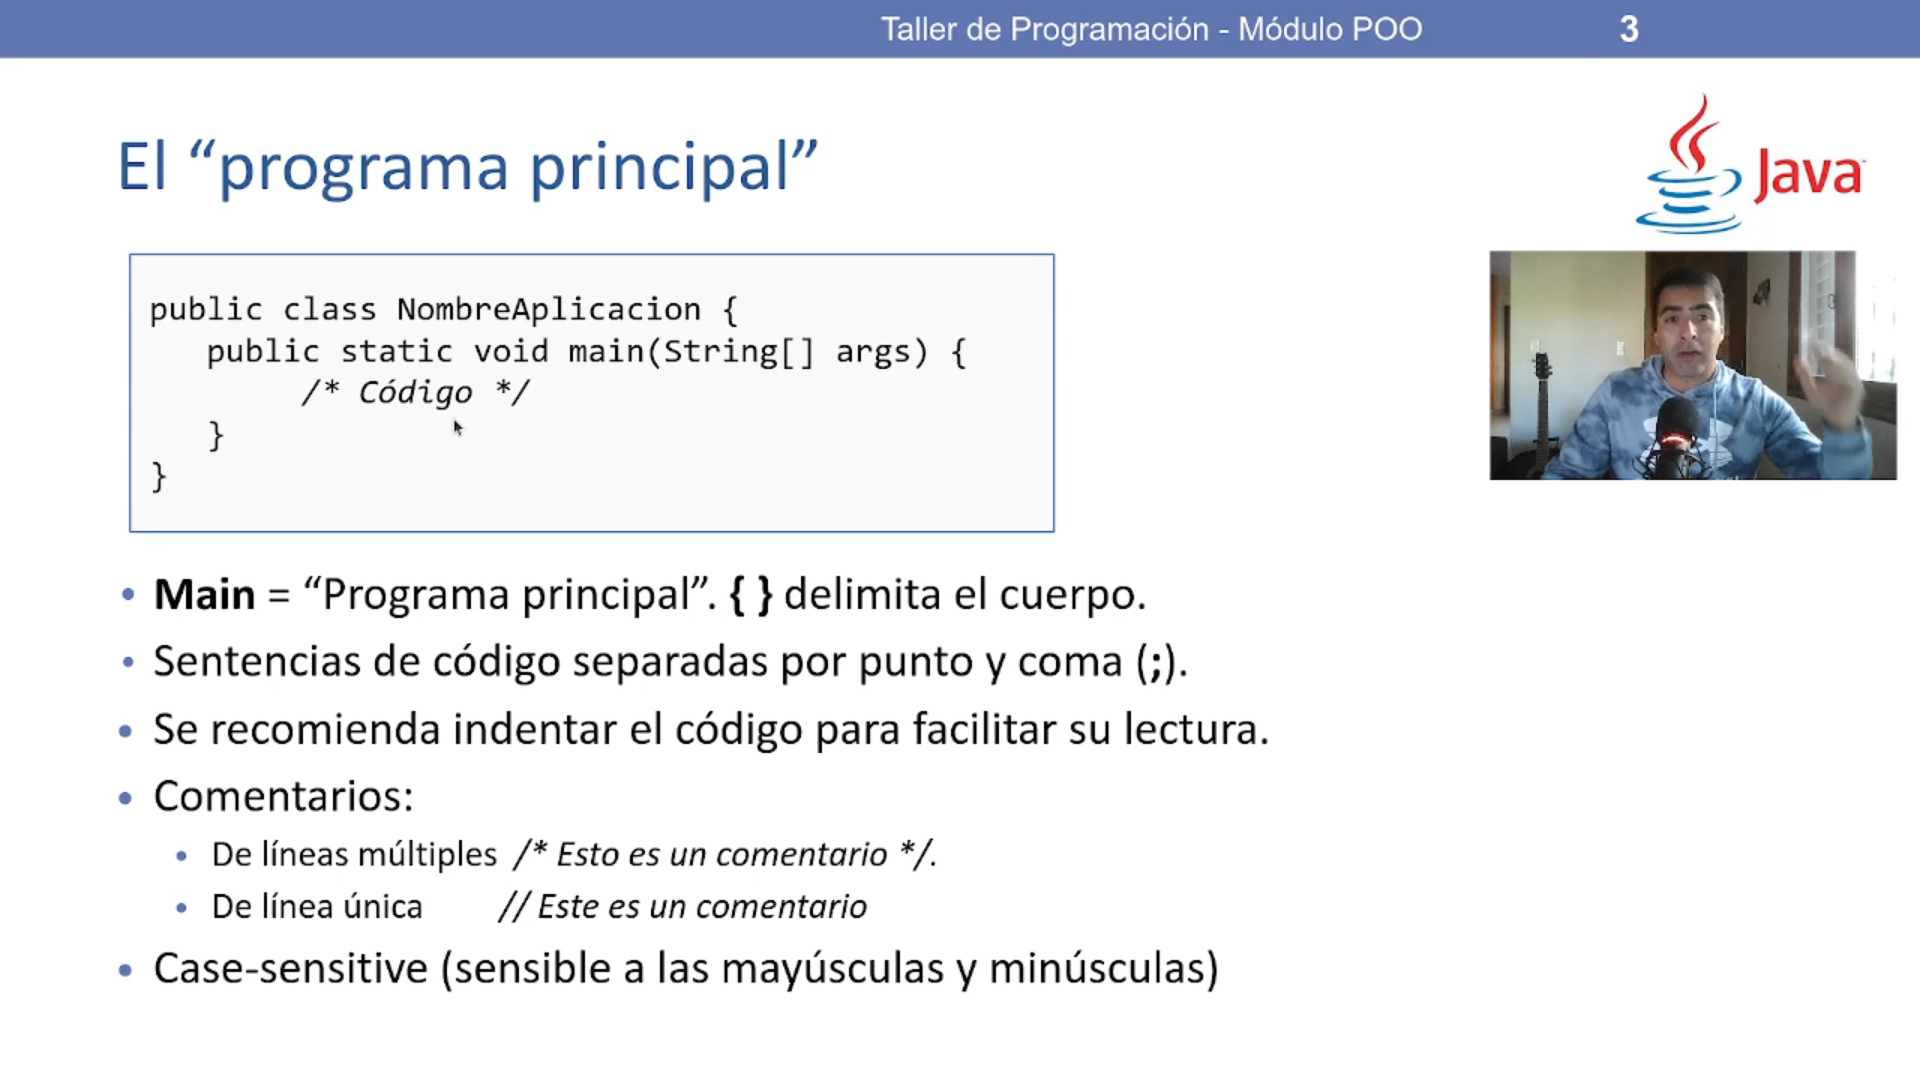 Taller de Programación - Módulo POO 3
El “programa principal”
Java
public class NombreAplicacion {
public static void main(String[] args) {
/* Código */
}
}
• Main = “Programa principal”. { } delimita el cuerpo.
• Sentencias de código separadas por punto y coma (;).
• Se recomienda indentar el código para facilitar su lectura.
• Comentarios:
• De líneas múltiples /* Esto es un comentario */.
• De línea única // Este es un comentario
• Case-sensitive (sensible a las mayúsculas y minúsculas)